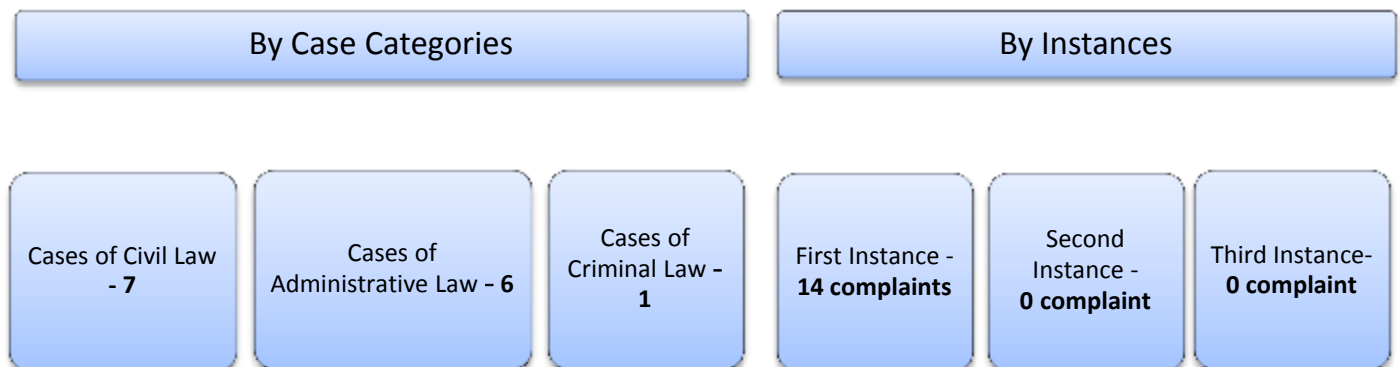 By Case Categories
By Instances
Cases of Civil Law
- 7
Cases of
Administrative Law - 6
Cases of
Criminal Law -
1
First Instance -
14 complaints
Second
Instance -
0 complaint
Third Instance-
0 complaint